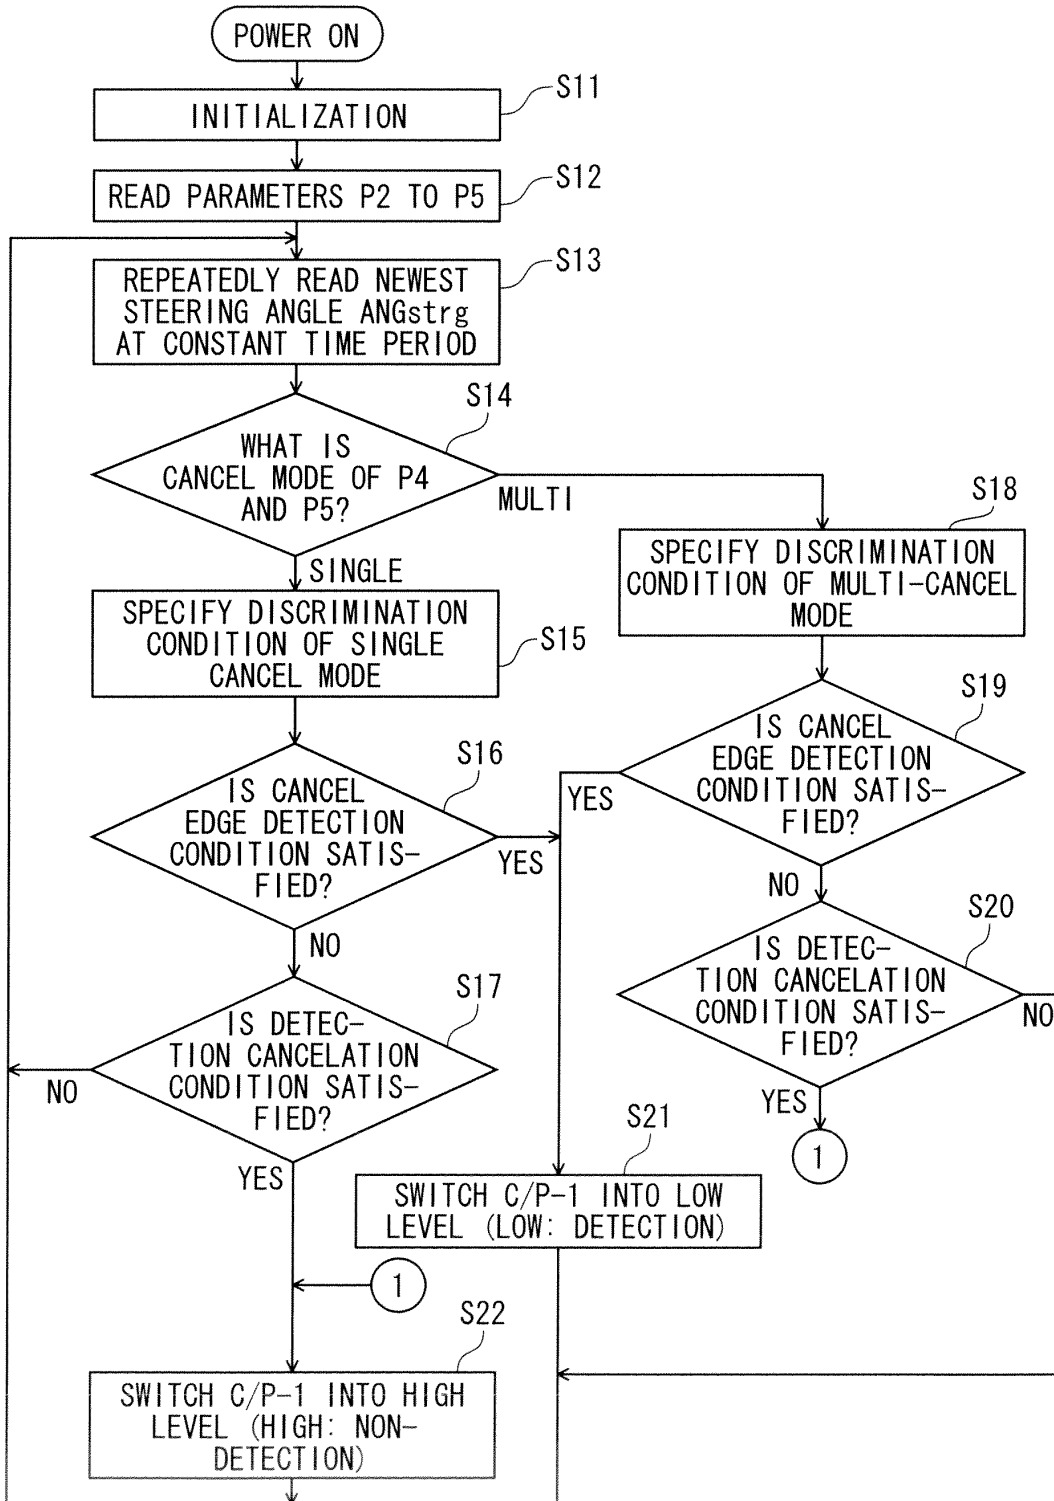 POWER ON
S11
INITIALIZATION
S12
READ PARAMETERS P2 TO P5
S13
REPEATEDLY READ NEWEST
STEERING ANGLE ANGstrg
AT CONSTANT TIME PERIOD
S14
WHAT IS
CANCEL MODE OF P4
AND P5?
MULTI
SINGLE
S15
SPECIFY DISCRIMINATION
CONDITION OF SINGLE
CANCEL MODE
S16
IS CANCEL
EDGE DETECTION
CONDITION SATIS-
FIED?
YES
NO
S17
IS DETEC-
TION CANCELATION
CONDITION SATIS-
FIED?
NO
YES
S18
SPECIFY DISCRIMINATION
CONDITION OF MULTI-CANCEL
MODE
S19
IS CANCEL
EDGE DETECTION
CONDITION SATIS-
FIED?
YES
NO
S20
IS DETEC-
TION CANCELATION
CONDITION SATIS-
FIED?
NO
YES
1
S21
SWITCH C/P-1 INTO LOW
LEVEL (LOW: DETECTION)
1
S22
SWITCH C/P-1 INTO HIGH
LEVEL (HIGH: NON-
DETECTION)